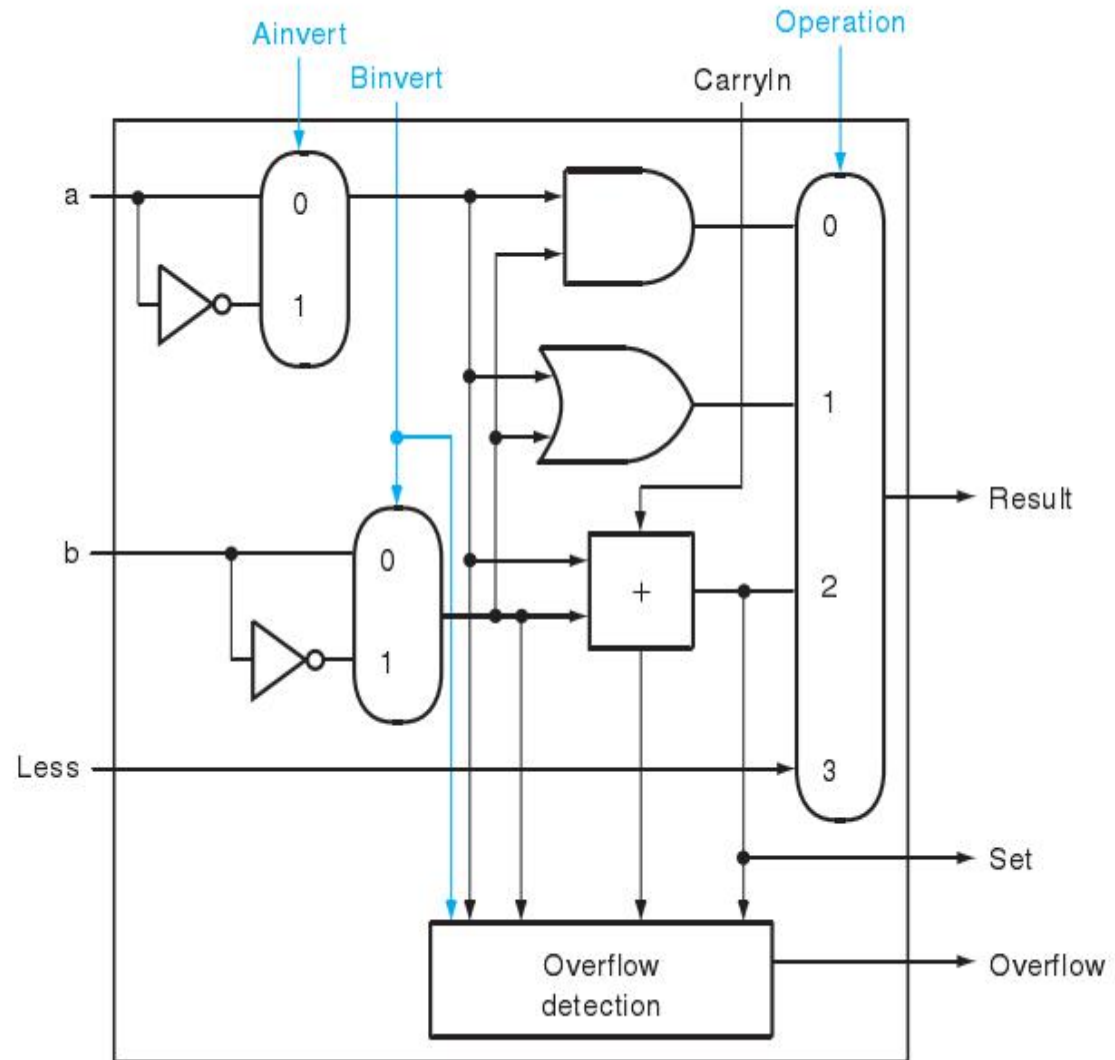 Operation
Ainvert
Binvert
CarryIn
a
0
1
0
1
Result
b
0
1
+
2
Less
3
Set
Overflow
detection
Overflow